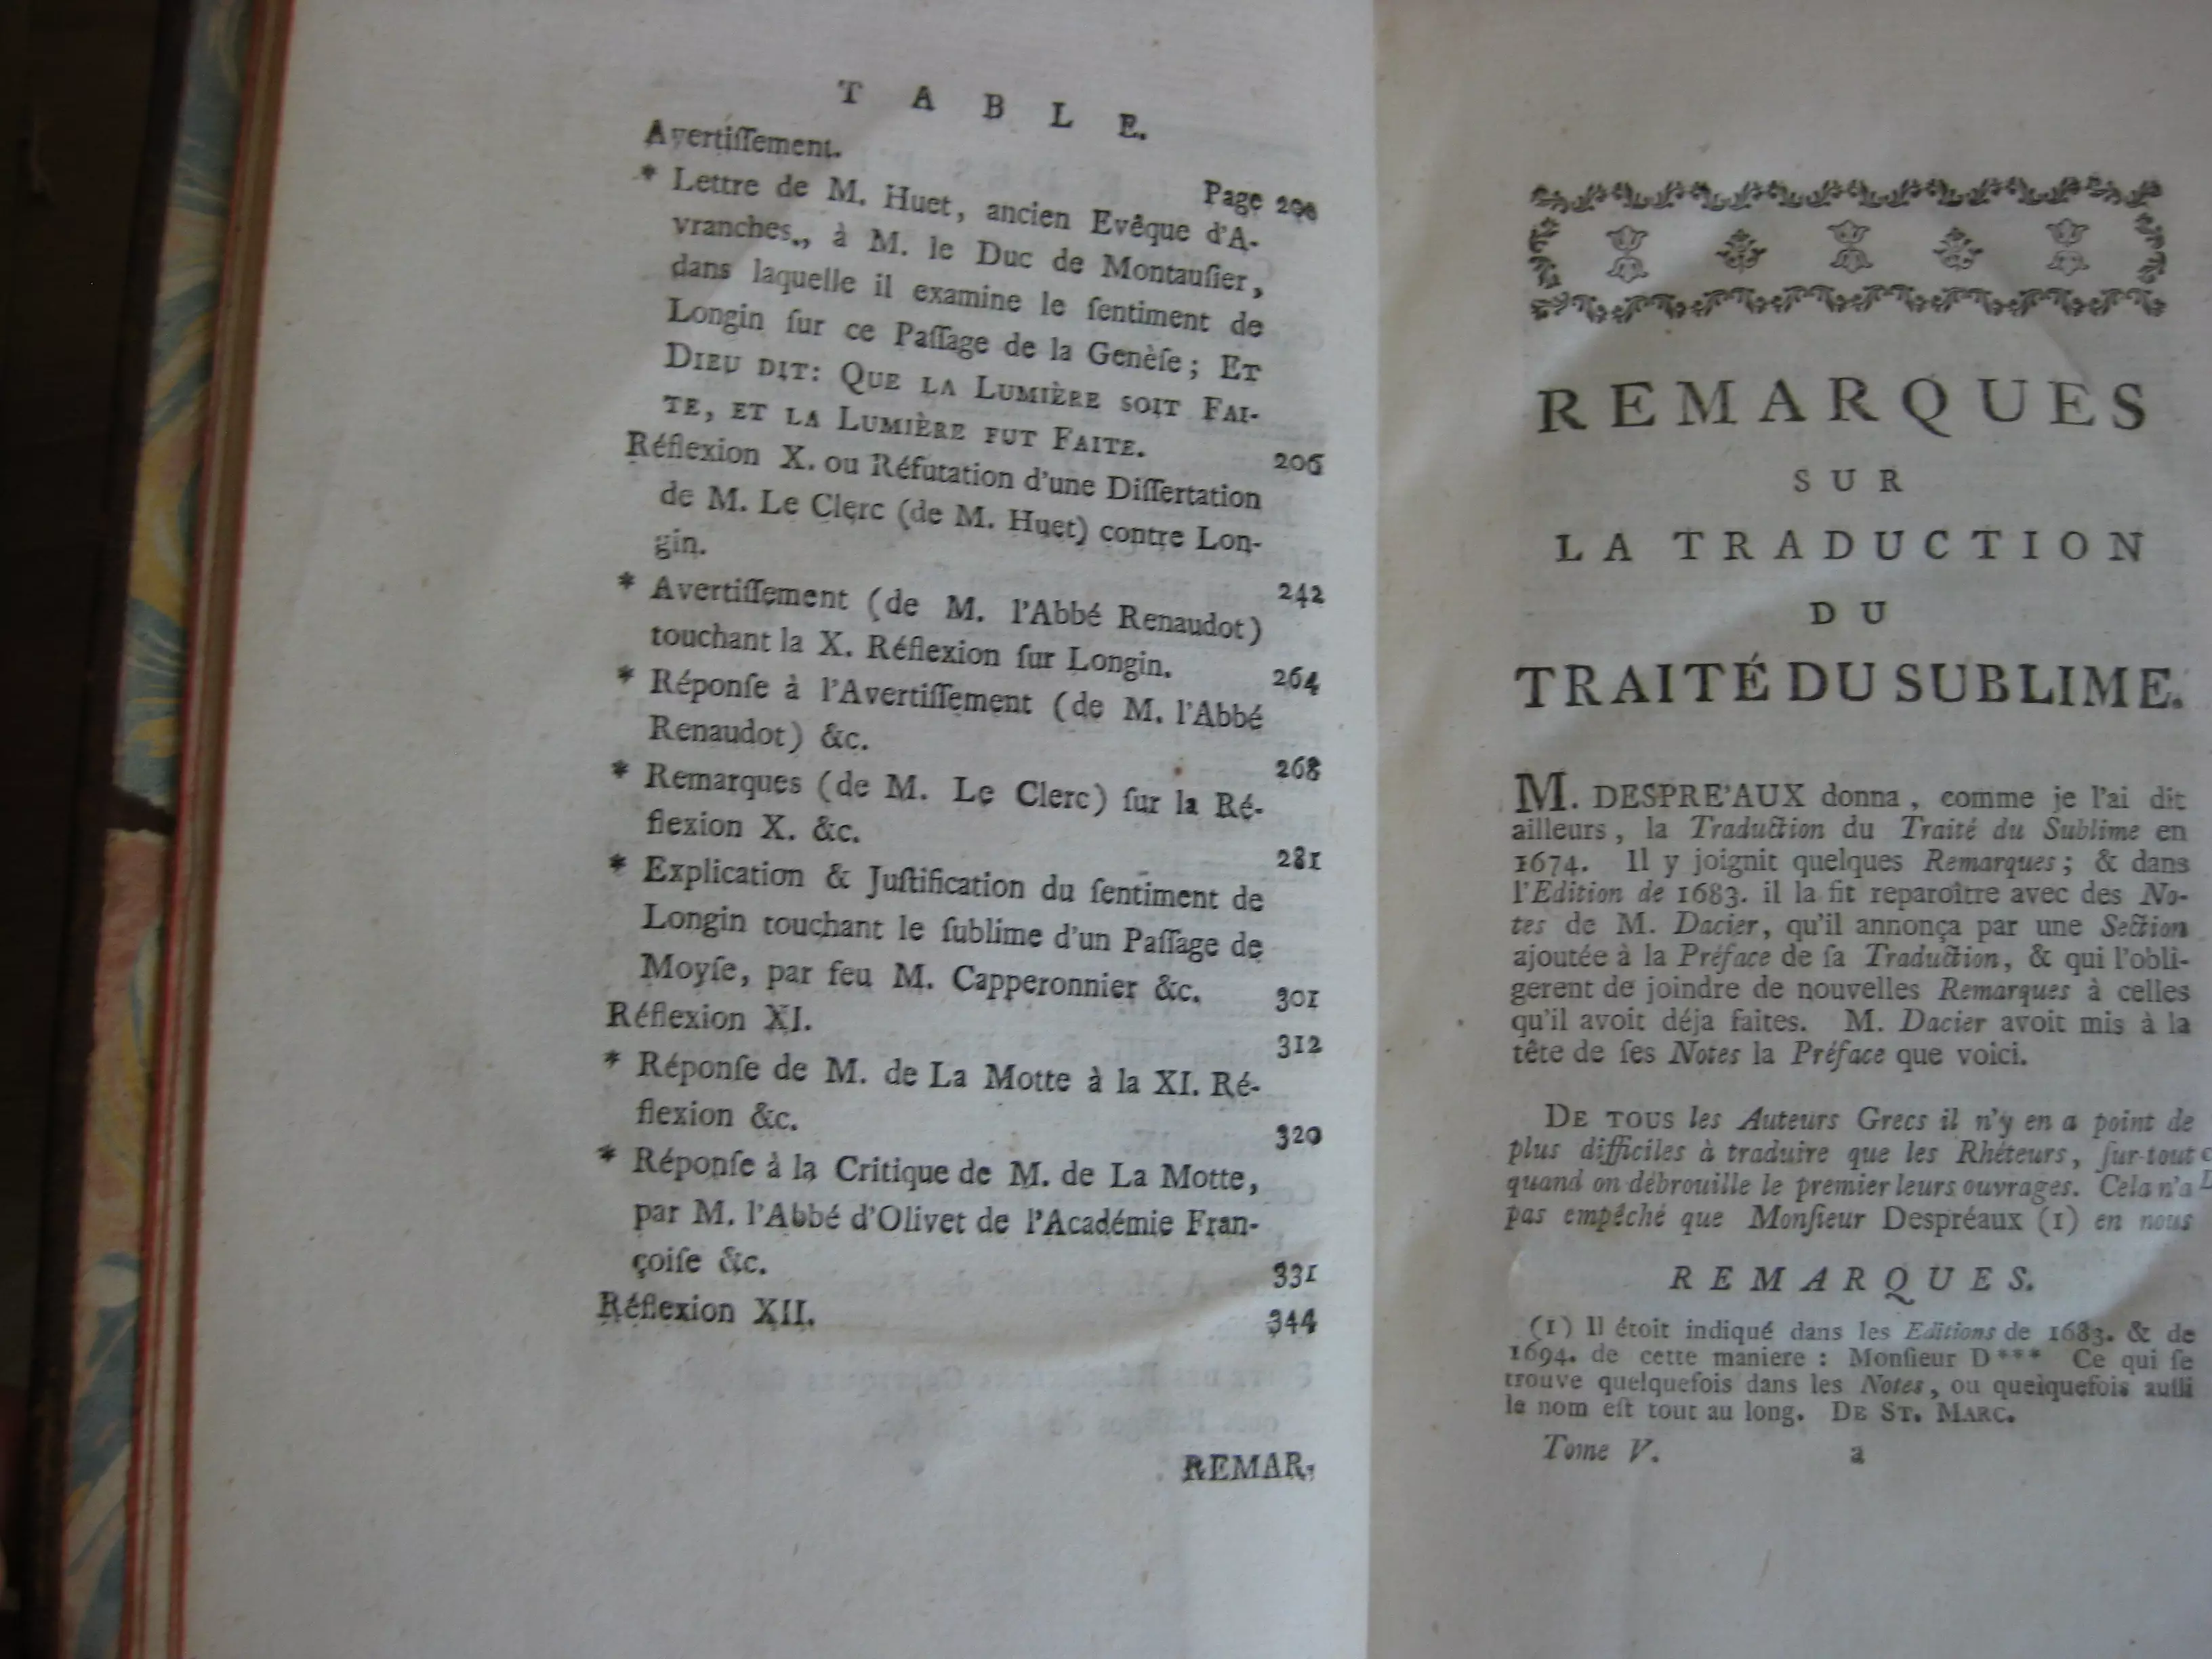 T A B L E.
Avertiſſement. Page 200
* Lettre de M. Huet, ancien Evêque d'A-
vranches, à M. le Duc de Montauſier,
dans laquelle il examine le ſentiment de
Longin ſur ce Paſſage de la Genèſe; ET
DIEU DIT: QUE LA LUMIÈRE SOIT FAI-
TE, ET LA LUMIÈRE FUT FAITE. 206
Réflexion X. ou Réfutation d'une Diſſertation
de M. Le Clerc (de M. Huet) contre Lon-
gin. 242
* Avertiſſement (de M. l'Abbé Renaudot)
touchant la X. Réflexion ſur Longin. 264
* Réponſe à l'Avertiſſement (de M. l'Abbé
Renaudot) &c. 268
* Remarques (de M. Le Clerc) ſur la Ré-
flexion X. &c. 281
* Explication & Juſtification du ſentiment de
Longin touchant le ſublime d'un Paſſage de
Moyſe, par feu M. Capperonnier &c. 301
Réflexion XI. 312
* Réponſe de M. de La Motte à la XI. Ré-
flexion &c. 320
* Réponſe à la Critique de M. de La Motte,
par M. l'Abbé d'Olivet de l'Académie Fran-
çoiſe &c. 331
Réflexion XII. 344
REMAR-
REMARQUES
SUR
LA TRADUCTION
DU
TRAITÉ DU SUBLIME.
M. DESPRE'AUX donna, comme je l'ai dit
ailleurs, la Traduction du Traité du Sublime en
1674. Il y joignit quelques Remarques; & dans
l'Edition de 1683. il la fit reparoître avec des No-
tes de M. Dacier, qu'il annonça par une Section
ajoutée à la Préface de ſa Traduction, & qui l'obli-
gerent de joindre de nouvelles Remarques à celles
qu'il avoit déja faites. M. Dacier avoit mis à la
tête de ſes Notes la Préface que voici.
DE TOUS les Auteurs Grecs il n'y en a point de
plus difficiles à traduire que les Rhéteurs, ſur-tout
quand on débrouille le premier leurs ouvrages. Cela n'a
pas empêché que Monſieur Despréaux (1) en nous
REMARQUES.
(1) Il étoit indiqué dans les Editions de 1683. & de
1694. de cette maniere: Monſieur D*** Ce qui ſe
trouve quelquefois dans les Notes, ou quelquefois auſſi
le nom eſt tout au long. DE ST. MARC.
Tome V. a